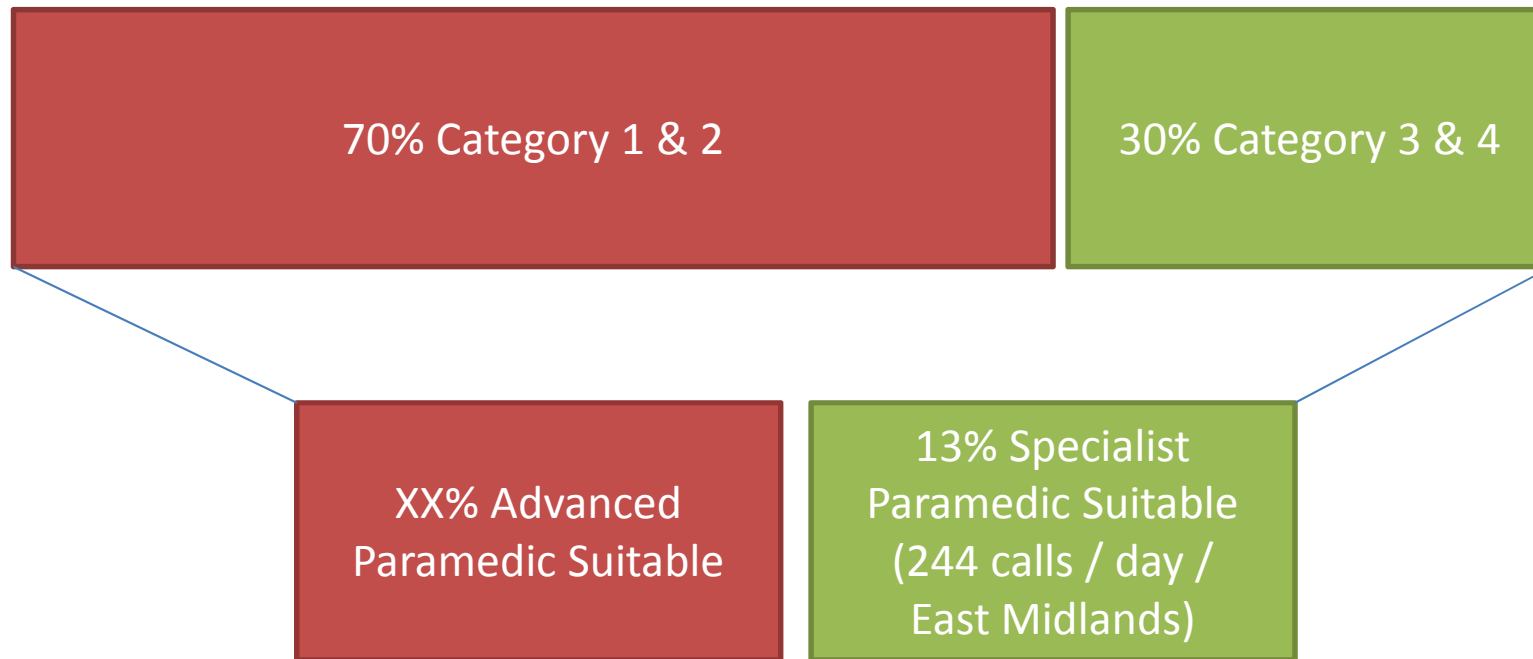 70% Category 1 & 2
30% Category 3 & 4
XX% Advanced
Paramedic Suitable
13% Specialist
Paramedic Suitable
(244 calls / day /
East Midlands)